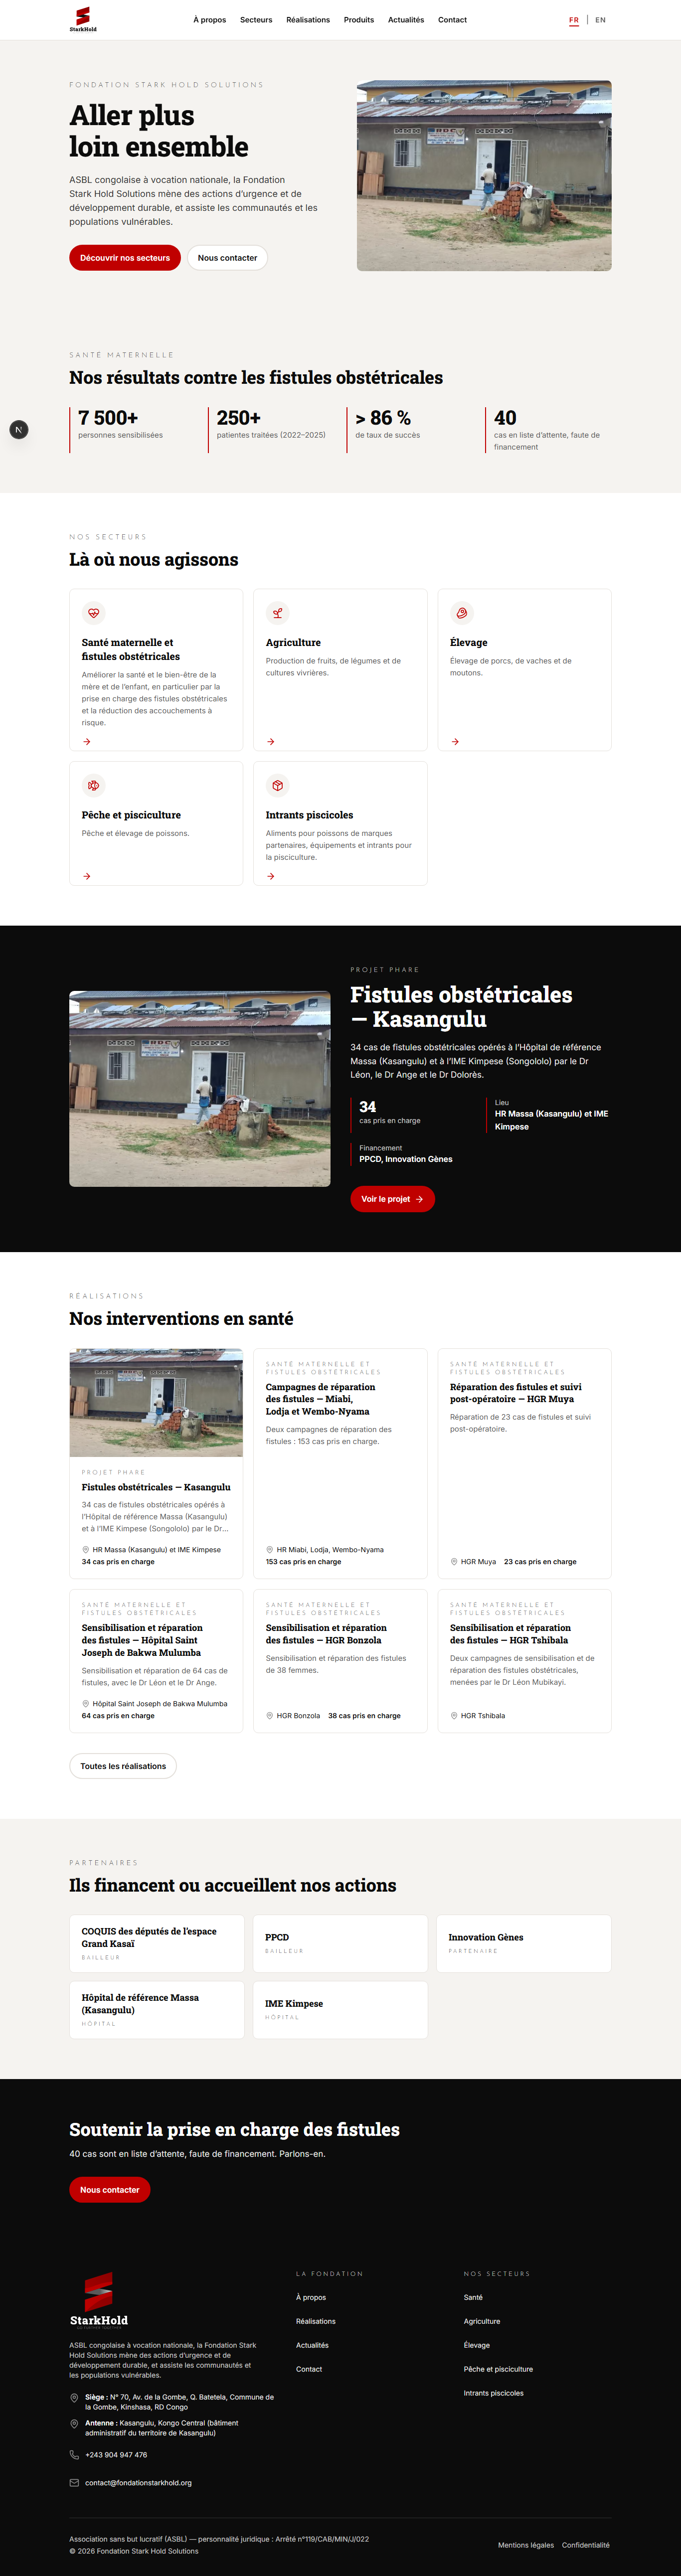 StarkHold
À propos Secteurs Réalisations Produits Actualités Contact
FR EN
FONDATION STARK HOLD SOLUTIONS
Aller plus
loin ensemble
ASBL congolaise à vocation nationale, la Fondation
Stark Hold Solutions mène des actions d'urgence et de
développement durable, et assiste les communautés et les
populations vulnérables.
Découvrir nos secteurs Nous contacter
SANTÉ MATERNELLE
Nos résultats contre les fistules obstétricales
7 500+
personnes sensibilisées
250+
patientes traitées (2022–2025)
> 86 %
de taux de succès
40
cas en liste d'attente, faute de
financement
N
NOS SECTEURS
Là où nous agissons
Santé maternelle et
fistules obstétricales
Améliorer la santé et le bien-être de la
mère et de l'enfant, en particulier par la
prise en charge des fistules obstétricales
et la réduction des accouchements à
risque.
Agriculture
Production de fruits, de légumes et de
cultures vivrières.
Élevage
Élevage de porcs, de vaches et de
moutons.
Pêche et pisciculture
Pêche et élevage de poissons.
Intrants piscicoles
Aliments pour poissons de marques
partenaires, équipements et intrants pour
la pisciculture.
PROJET PHARE
Fistules obstétricales
— Kasangulu
34 cas de fistules obstétricales opérés à l'Hôpital de référence
Massa (Kasangulu) et à l'IME Kimpese (Songololo) par le Dr
Léon, le Dr Ange et le Dr Dolorès.
34
cas pris en charge
Lieu
HR Massa (Kasangulu) et IME
Kimpese
Financement
PPCD, Innovation Gènes
Voir le projet
RÉALISATIONS
Nos interventions en santé
PROJET PHARE
Fistules obstétricales — Kasangulu
34 cas de fistules obstétricales opérés à
l'Hôpital de référence Massa (Kasangulu)
et à l'IME Kimpese (Songololo) par le Dr…
HR Massa (Kasangulu) et IME Kimpese
34 cas pris en charge
SANTÉ MATERNELLE ET
FISTULES OBSTÉTRICALES
Campagnes de réparation
des fistules — Miabi,
Lodja et Wembo-Nyama
Deux campagnes de réparation des
fistules : 153 cas pris en charge.
HR Miabi, Lodja, Wembo-Nyama
153 cas pris en charge
SANTÉ MATERNELLE ET
FISTULES OBSTÉTRICALES
Réparation des fistules et suivi
post-opératoire — HGR Muya
Réparation de 23 cas de fistules et suivi
post-opératoire.
HGR Muya 23 cas pris en charge
SANTÉ MATERNELLE ET
FISTULES OBSTÉTRICALES
Sensibilisation et réparation
des fistules — Hôpital Saint
Joseph de Bakwa Mulumba
Sensibilisation et réparation de 64 cas de
fistules, avec le Dr Léon et le Dr Ange.
Hôpital Saint Joseph de Bakwa Mulumba
64 cas pris en charge
SANTÉ MATERNELLE ET
FISTULES OBSTÉTRICALES
Sensibilisation et réparation
des fistules — HGR Bonzola
Sensibilisation et réparation des fistules
de 38 femmes.
HGR Bonzola 38 cas pris en charge
SANTÉ MATERNELLE ET
FISTULES OBSTÉTRICALES
Sensibilisation et réparation
des fistules — HGR Tshibala
Deux campagnes de sensibilisation et de
réparation des fistules obstétricales,
menées par le Dr Léon Mubikayi.
HGR Tshibala
Toutes les réalisations
PARTENAIRES
Ils financent ou accueillent nos actions
COQUIS des députés de l'espace
Grand Kasaï
BAILLEUR
PPCD
BAILLEUR
Innovation Gènes
PARTENAIRE
Hôpital de référence Massa
(Kasangulu)
HÔPITAL
IME Kimpese
HÔPITAL
Soutenir la prise en charge des fistules
40 cas sont en liste d'attente, faute de financement. Parlons-en.
Nous contacter
StarkHold
ASBL congolaise à vocation nationale, la Fondation Stark
Hold Solutions mène des actions d'urgence et de
développement durable, et assiste les communautés et
les populations vulnérables.
Siège : N° 70, Av. de la Gombe, Q. Batetela, Commune de
la Gombe, Kinshasa, RD Congo
Antenne : Kasangulu, Kongo Central (bâtiment
administratif du territoire de Kasangulu)
+243 904 947 476
contact@fondationstarkhold.org
LA FONDATION
À propos
Réalisations
Actualités
Contact
NOS SECTEURS
Santé
Agriculture
Élevage
Pêche et pisciculture
Intrants piscicoles
Association sans but lucratif (ASBL) — personnalité juridique : Arrêté n°119/CAB/MIN/J/022
© 2026 Fondation Stark Hold Solutions
Mentions légales Confidentialité